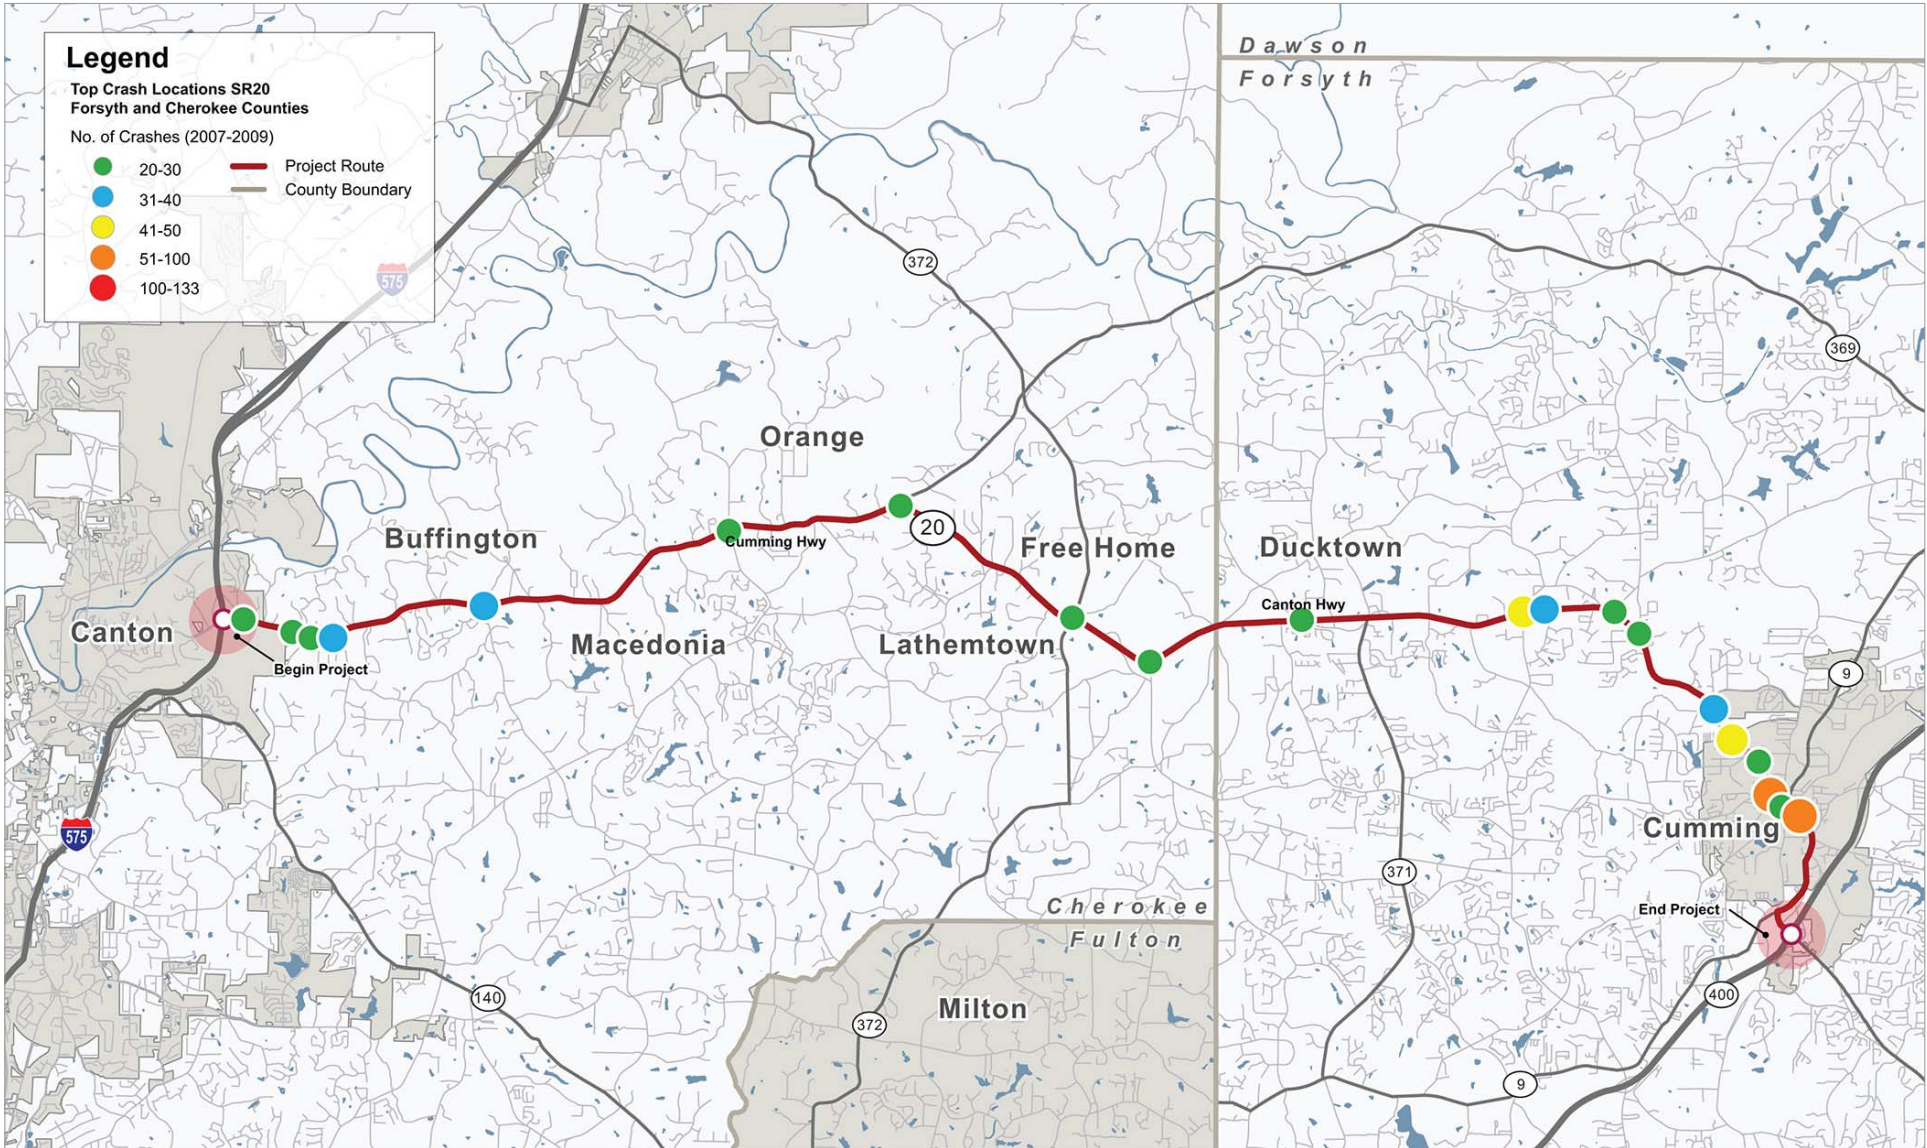 Legend
Top Crash Locations SR20
Forsyth and Cherokee Counties
No. of Crashes (2007-2009)
20-30
31-40
41-50
51-100
100-133
Project Route
County Boundary
575
Dawson
Forsyth
372
369
Orange
Cumming Hwy
20
Buffington
Free Home
Ducktown
Canton Hwy
Canton
Begin Project
Macedonia
Lathemtown
9
575
Cumming
371
Cherokee
Fulton
End Project
140
372
Milton
400
9